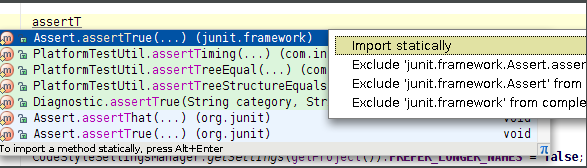 assertT
Assert.assertTrue(...) (junit.framework)
PlatformTestUtil.assertTiming(...) (com.in
PlatformTestUtil.assertTreeEqual(...) (co
PlatformTestUtil.assertTreeStructureEquals
Diagnostic.assertTrue(String category, Str
Assert.assertThat(...) (org.junit) void
Assert.assertTrue(...) (org.junit) void
To import a method statically, press Alt+Enter
π
Import statically
Exclude 'junit.framework.Assert.asser
Exclude 'junit.framework.Assert' from
Exclude 'junit.framework' from comple
CodeStyleSettingsManager.getSettings(getProject()).PREFER_LONGER_NAMES = false;